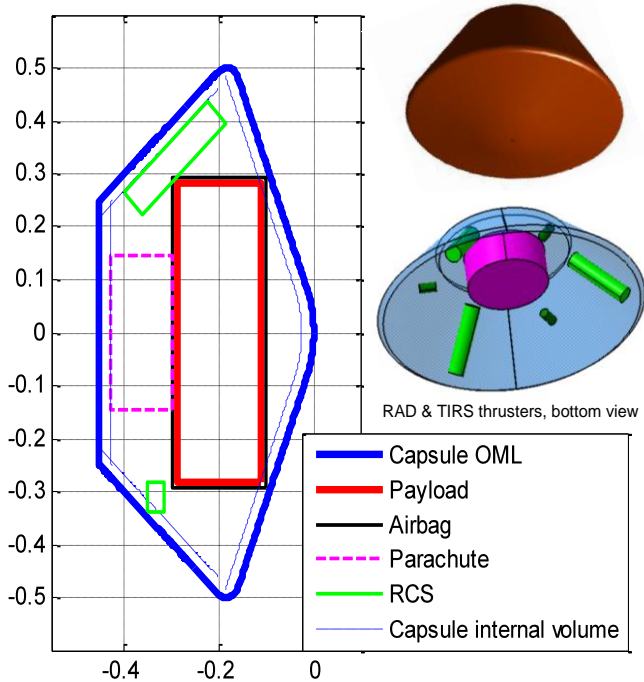 0.5
0.4
0.3
0.2
0.1
0
-0.1
-0.2
-0.3
-0.4
-0.5
-0.4 -0.2 0
RAD & TIRS thrusters, bottom view
Capsule OML
Payload
Airbag
Parachute
RCS
Capsule internal volume